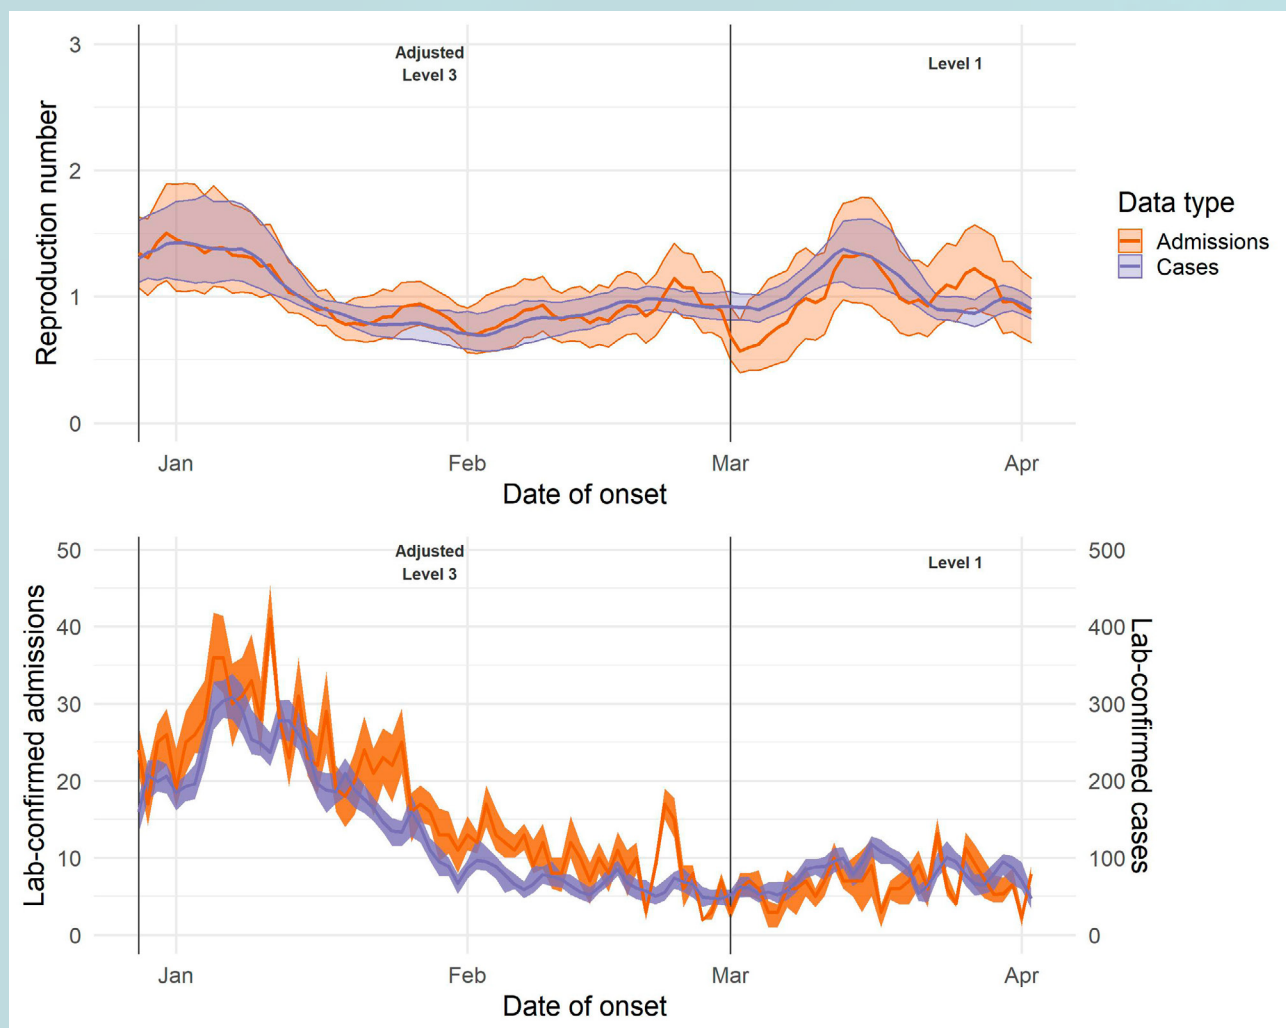 Reproduction number
3
2
1
0
Adjusted
Level 3
Level 1
Jan
Feb
Mar
Apr
Date of onset
Data type
Admissions
Cases
Lab-confirmed admissions
50
40
30
20
10
0
Adjusted
Level 3
Level 1
500
400
300
200
100
0
Lab-confirmed cases
Jan
Feb
Mar
Apr
Date of onset